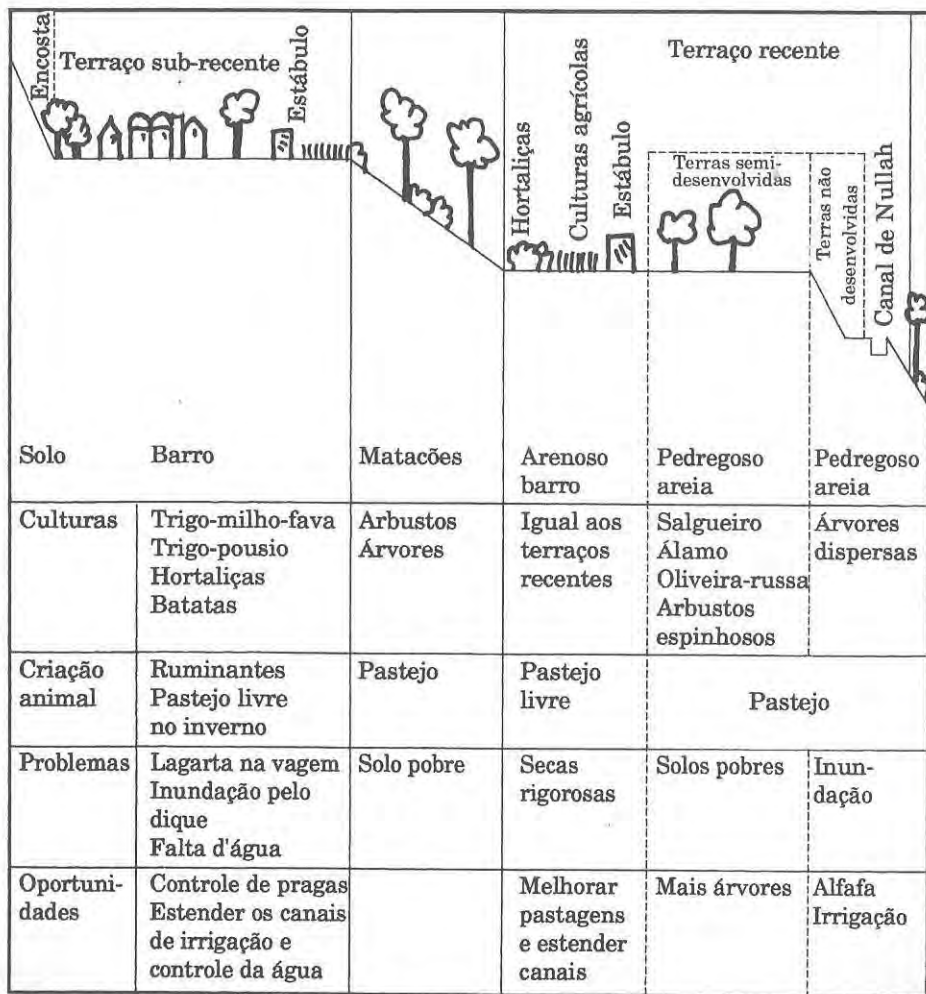 Encosta
Terraço sub-recente
Estábulo
Terraço recente
Hortaliças
Culturas agrícolas
Estábulo
Terras semi-
desenvolvidas
Terras não
desenvolvidas
Canal de Nullah
Solo
Barro
Matacões
Arenoso
barro
Pedregoso
areia
Pedregoso
areia
Culturas
Trigo-milho-fava
Trigo-pousio
Hortaliças
Batatas
Arbustos
Árvores
Igual aos
terraços
recentes
Salgueiro
Álamo
Oliveira-russa
Arbustos
espinhosos
Árvores
dispersas
Criação
animal
Ruminantes
Pastejo livre
no inverno
Pastejo
Pastejo
livre
Pastejo
Problemas
Lagarta na vagem
Inundação pelo
dique
Falta d'água
Solo pobre
Secas
rigorosas
Solos pobres
Inun-
dação
Oportuni-
dades
Controle de pragas
Estender os canais
de irrigação e
controle da água
Melhorar
pastagens
e estender
canais
Mais árvores
Alfafa
Irrigação